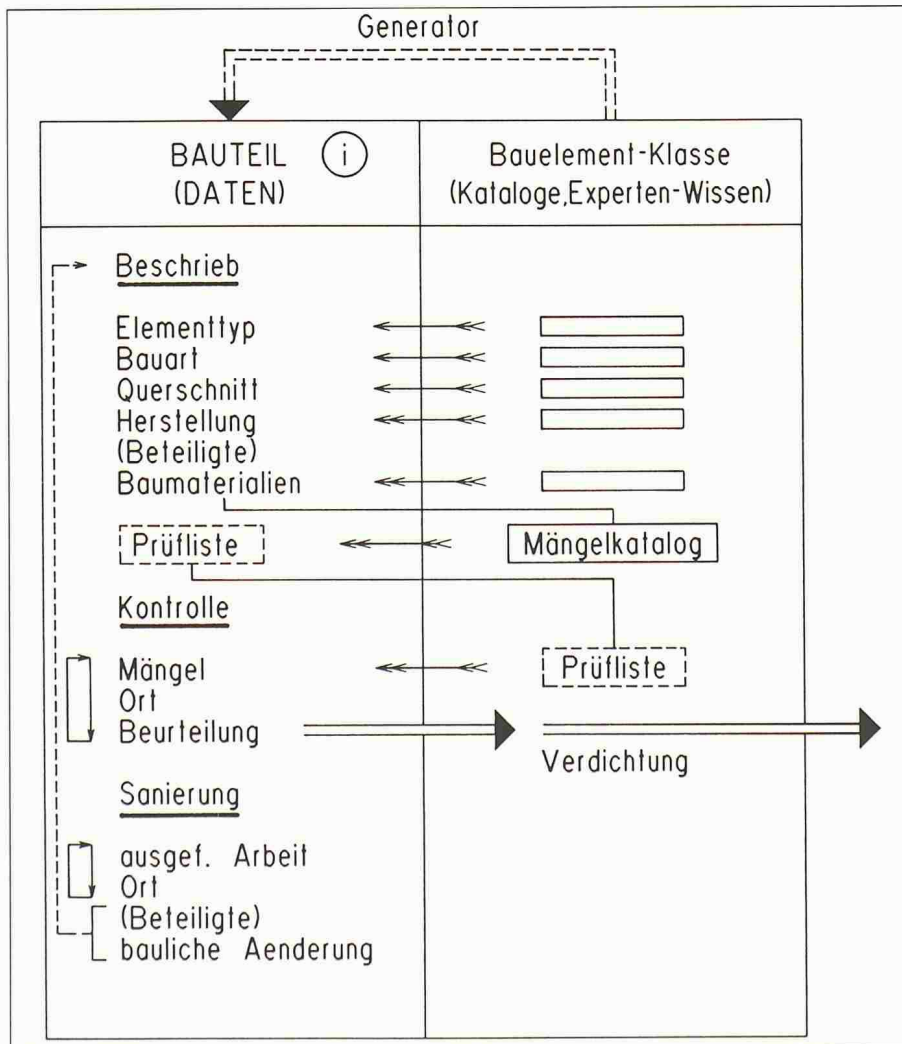 Generator
BAUTEIL i
(DATEN)
Bauelement-Klasse
(Kataloge,Experten-Wissen)
Beschrieb
Elementtyp
Bauart
Querschnitt
Herstellung
(Beteiligte)
Baumaterialien
Prüfliste
Mängelkatalog
Kontrolle
Mängel
Prüfliste
Ort
Beurteilung
Verdichtung
Sanierung
ausgef. Arbeit
Ort
(Beteiligte)
bauliche Aenderung